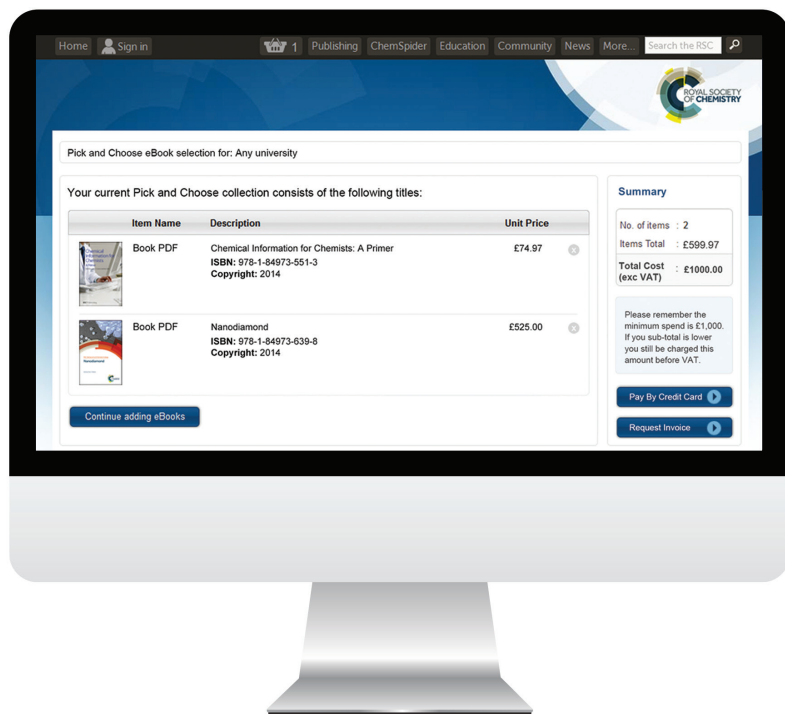 Home Sign in 1 Publishing ChemSpider Education Community News More... Search the RSC
ROYAL SOCIETY
OF CHEMISTRY
Pick and Choose eBook selection for: Any university
Your current Pick and Choose collection consists of the following titles:
Item Name Description Unit Price
Book PDF Chemical Information for Chemists: A Primer £74.97
ISBN: 978-1-84973-551-3
Copyright: 2014
Book PDF Nanodiamond £525.00
ISBN: 978-1-84973-639-8
Copyright: 2014
Continue adding eBooks
Summary
No. of items : 2
Items Total : £599.97
Total Cost : £1000.00
(exc VAT)
Please remember the
minimum spend is £1,000.
If you sub-total is lower
you still be charged this
amount before VAT.
Pay By Credit Card
Request Invoice